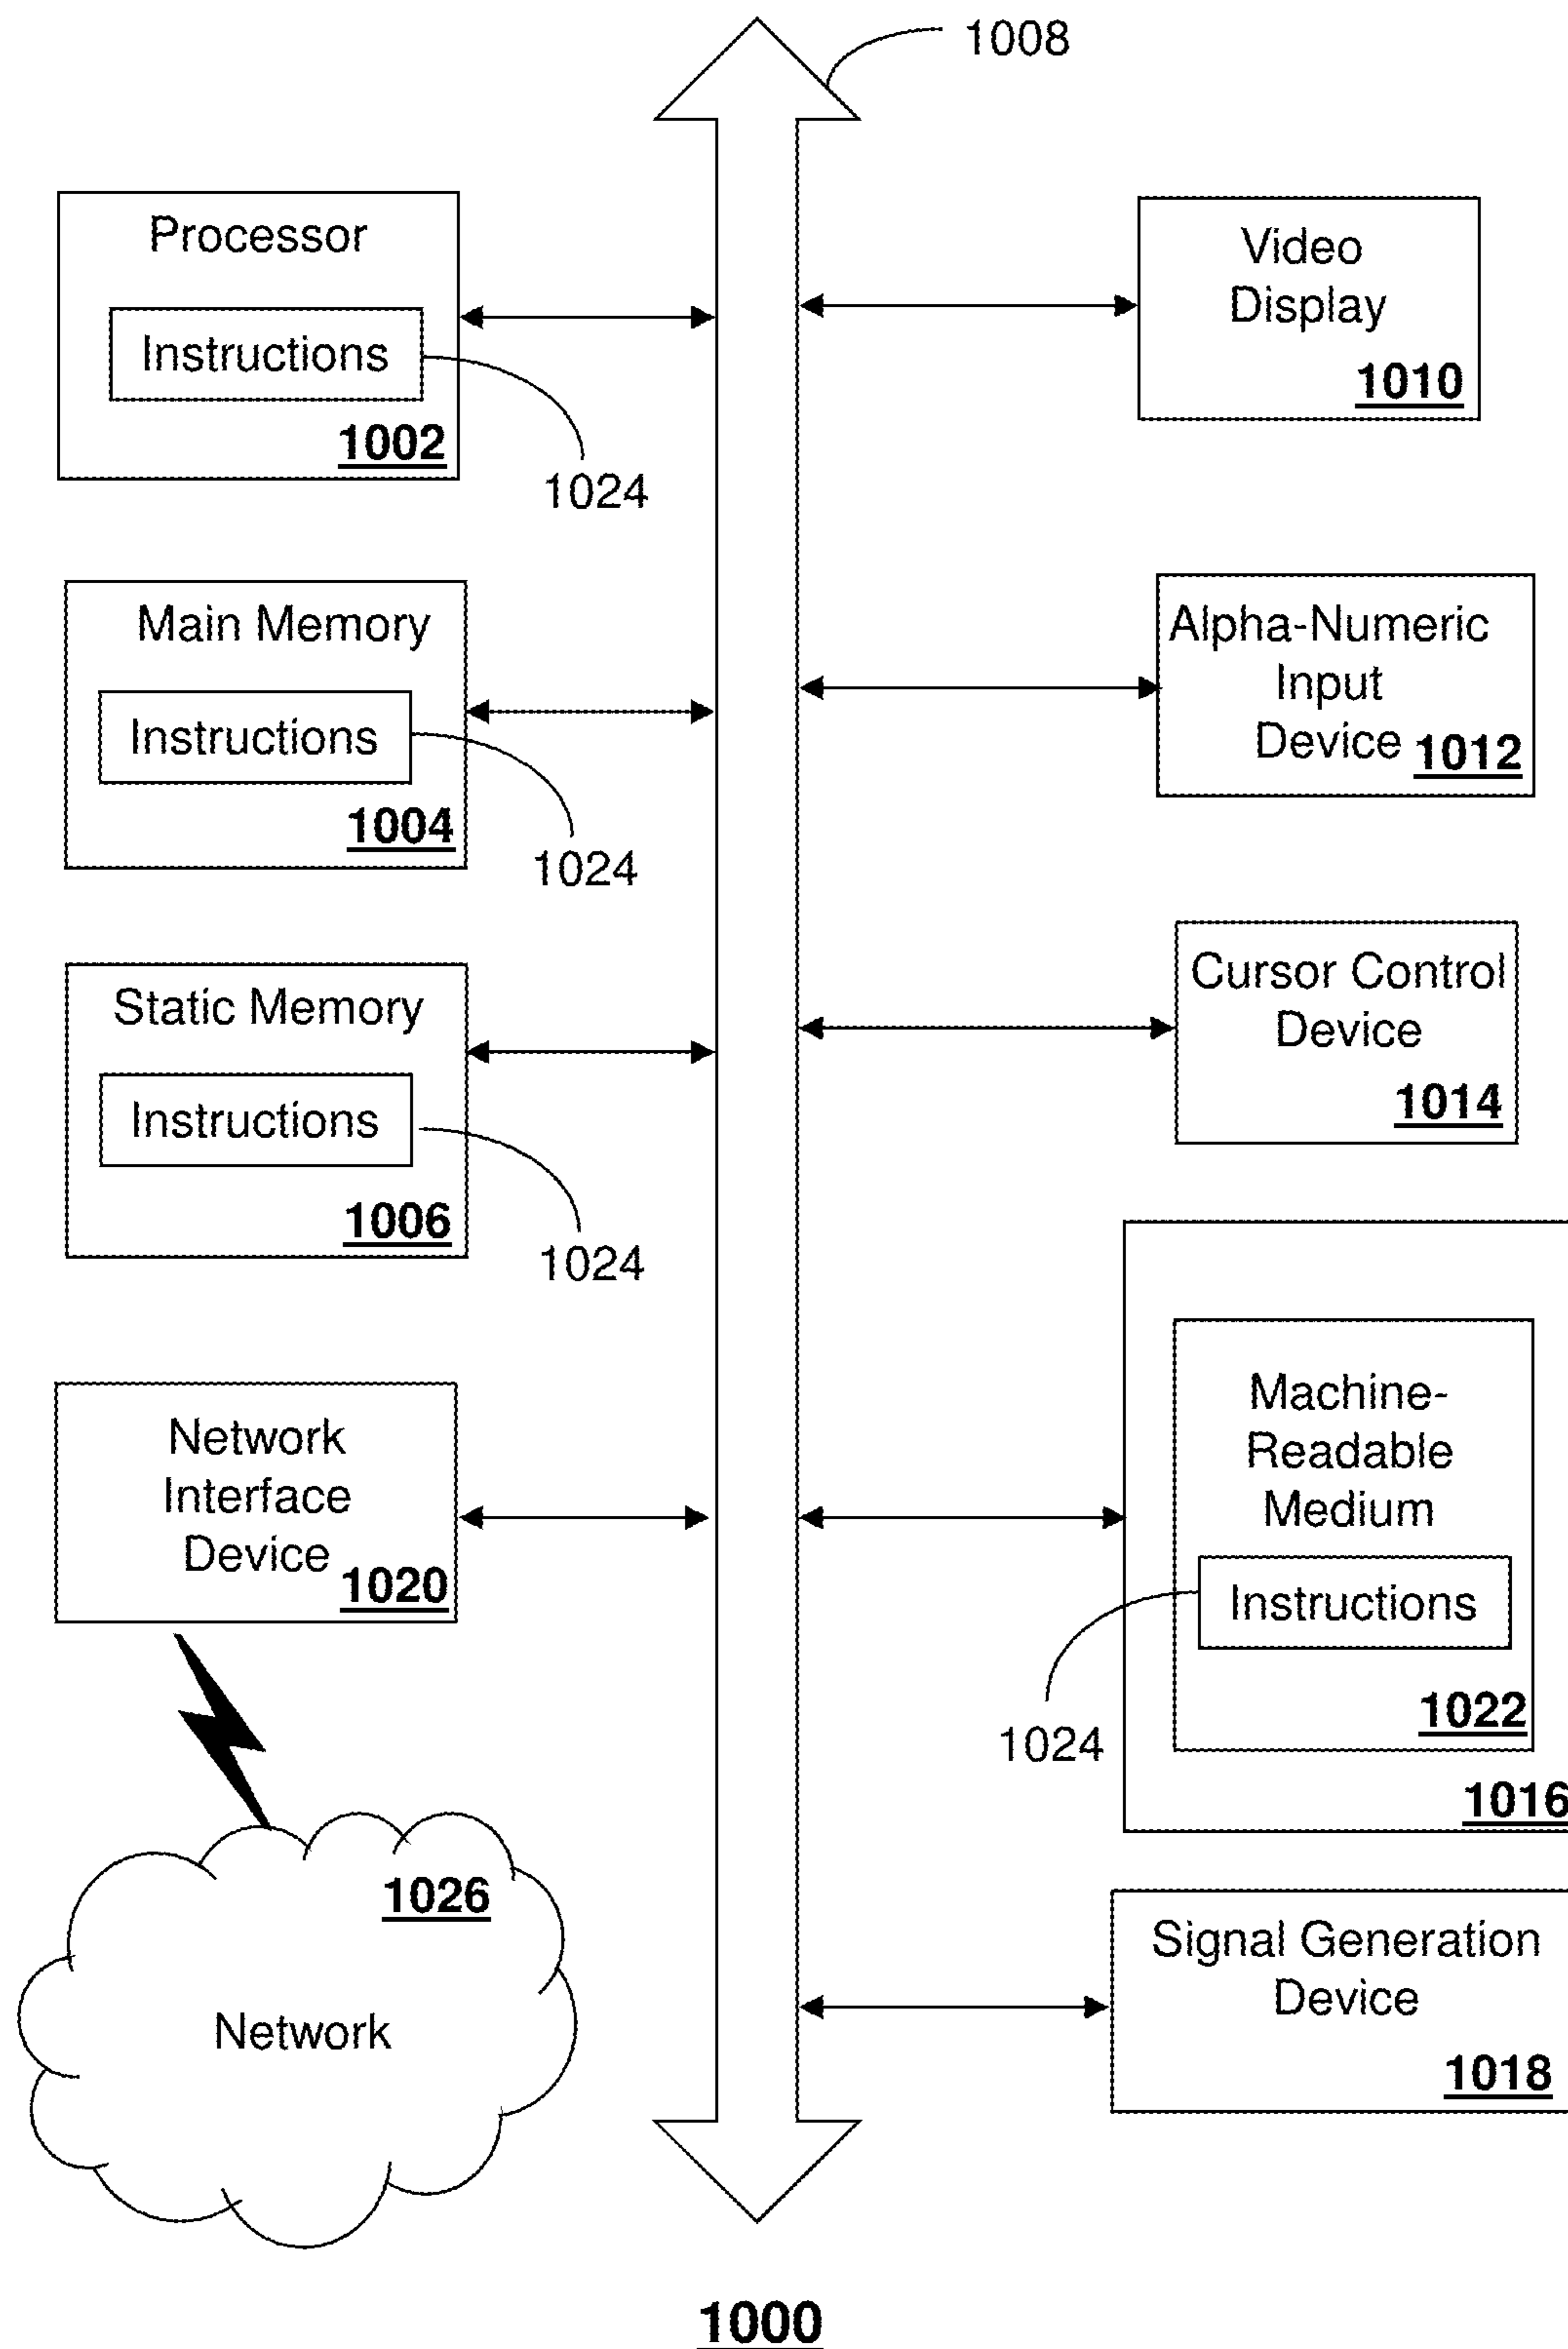 1008
Processor
Instructions
1002
1024
Main Memory
Instructions
1004
1024
Static Memory
Instructions
1006
1024
Network
Interface
Device
1020
1026
Network
Video
Display
1010
Alpha-Numeric
Input
Device
1012
Cursor Control
Device
1014
Machine-
Readable
Medium
Instructions
1022
1024
1016
Signal Generation
Device
1018
1000